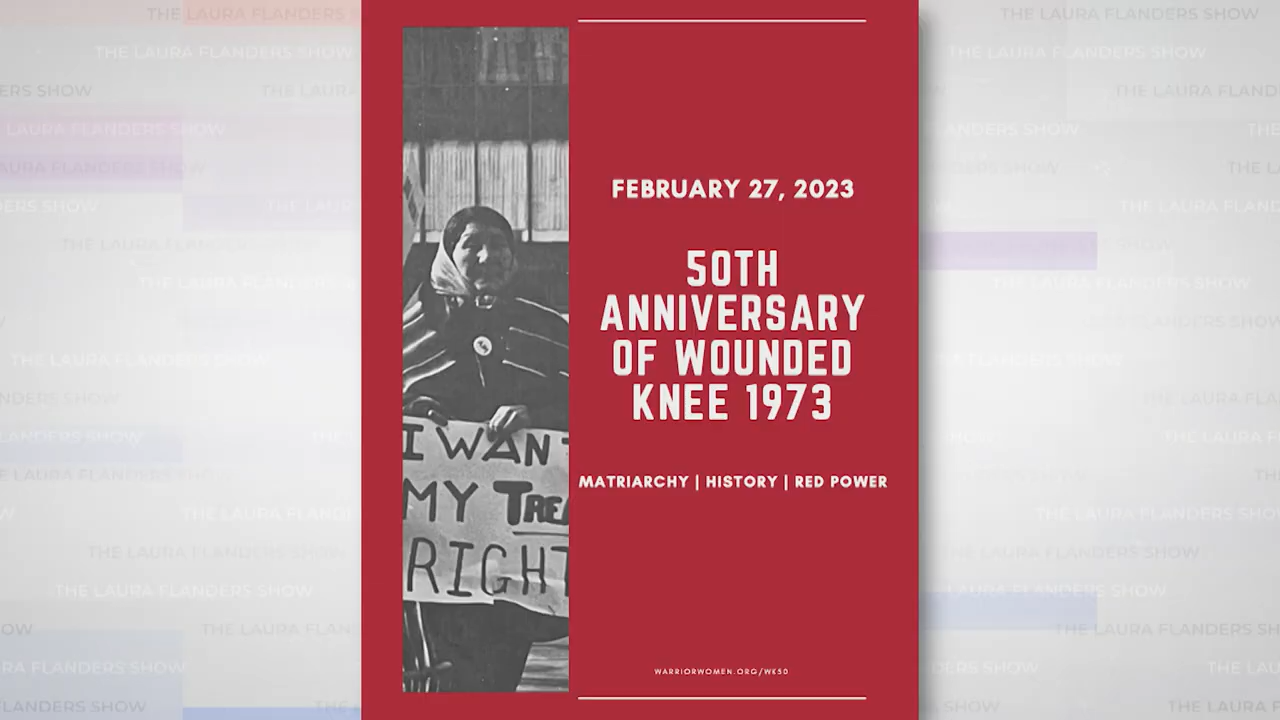 FEBRUARY 27, 2023
50TH
ANNIVERSARY
OF WOUNDED
KNEE 1973
MATRIARCHY | HISTORY | RED POWER
WARRIORWOMEN.ORG/WK50
I WANT
MY TREA
RIGHT
THE LAURA FLANDERS SHOW